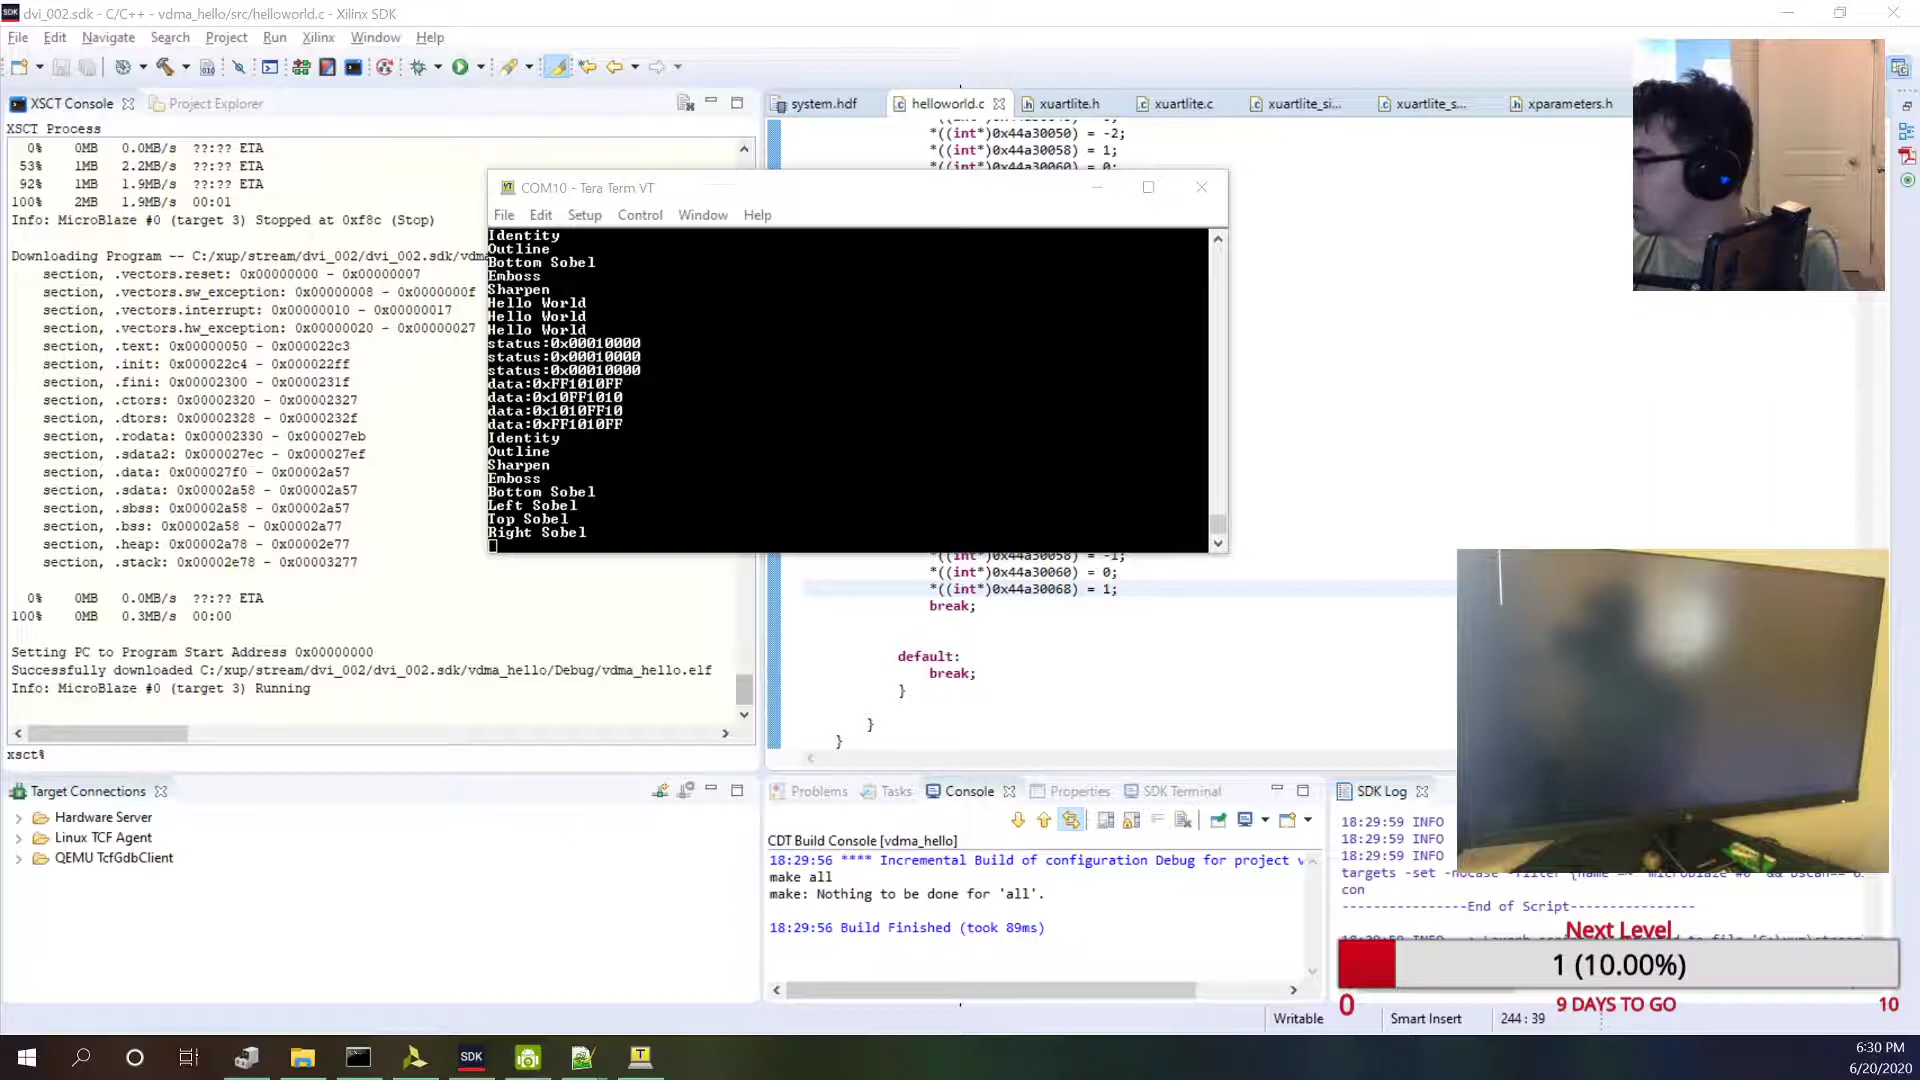 dvi_002.sdk - C/C++ - vdma_hello/src/helloworld.c - Xilinx SDK
File Edit Navigate Search Project Run Xilinx Window Help
XSCT Console
Project Explorer
XSCT Process
0% 0MB 0.0MB/s ??:?? ETA
53% 1MB 2.2MB/s ??:?? ETA
92% 1MB 1.9MB/s ??:?? ETA
100% 2MB 1.9MB/s 00:01
Info: MicroBlaze #0 (target 3) Stopped at 0xf8c (Stop)
Downloading Program -- C:/xup/stream/dvi_002/dvi_002.sdk/vdma
section, .vectors.reset: 0x00000000 - 0x00000007
section, .vectors.sw_exception: 0x00000008 - 0x0000000f
section, .vectors.interrupt: 0x00000010 - 0x00000017
section, .vectors.hw_exception: 0x00000020 - 0x00000027
section, .text: 0x00000050 - 0x000022c3
section, .init: 0x000022c4 - 0x000022ff
section, .fini: 0x00002300 - 0x0000231f
section, .ctors: 0x00002320 - 0x00002327
section, .dtors: 0x00002328 - 0x0000232f
section, .rodata: 0x00002330 - 0x000027eb
section, .sdata2: 0x000027ec - 0x000027ef
section, .data: 0x000027f0 - 0x00002a57
section, .sdata: 0x00002a58 - 0x00002a57
section, .sbss: 0x00002a58 - 0x00002a57
section, .bss: 0x00002a58 - 0x00002a77
section, .heap: 0x00002a78 - 0x00002e77
section, .stack: 0x00002e78 - 0x00003277
0% 0MB 0.0MB/s ??:?? ETA
100% 0MB 0.3MB/s 00:00
Setting PC to Program Start Address 0x00000000
Successfully downloaded C:/xup/stream/dvi_002/dvi_002.sdk/vdma_hello/Debug/vdma_hello.elf
Info: MicroBlaze #0 (target 3) Running
xsct%
COM10 - Tera Term VT
File Edit Setup Control Window Help
Identity
Outline
Bottom Sobel
Emboss
Sharpen
Hello World
Hello World
Hello World
status:0x00010000
status:0x00010000
status:0x00010000
data:0xFF1010FF
data:0x10FF1010
data:0x1010FF10
data:0xFF1010FF
Identity
Outline
Sharpen
Emboss
Bottom Sobel
Left Sobel
Top Sobel
Right Sobel
system.hdf
helloworld.c
xuartlite.h
xuartlite.c
xuartlite_si...
xuartlite_s...
xparameters.h
*((int*)0x44a30050) = -2;
*((int*)0x44a30058) = 1;
*((int*)0x44a30060) = 0;
*((int*)0x44a30058) = -1;
*((int*)0x44a30060) = 0;
*((int*)0x44a30068) = 1;
break;
default:
break;
}
}
}
Target Connections
Hardware Server
Linux TCF Agent
QEMU TcfGdbClient
Problems
Tasks
Console
Properties
SDK Terminal
CDT Build Console [vdma_hello]
18:29:56 **** Incremental Build of configuration Debug for project v
make all
make: Nothing to be done for 'all'.
18:29:56 Build Finished (took 89ms)
SDK Log
18:29:59 INFO
18:29:59 INFO
18:29:59 INFO
targets -set -nocase -filter {name =~
con
----------------End of Script---------------
Next Level
1 (10.00%)
0
9 DAYS TO GO
10
Writable
Smart Insert
244 : 39
SDK
6:30 PM
6/20/2020